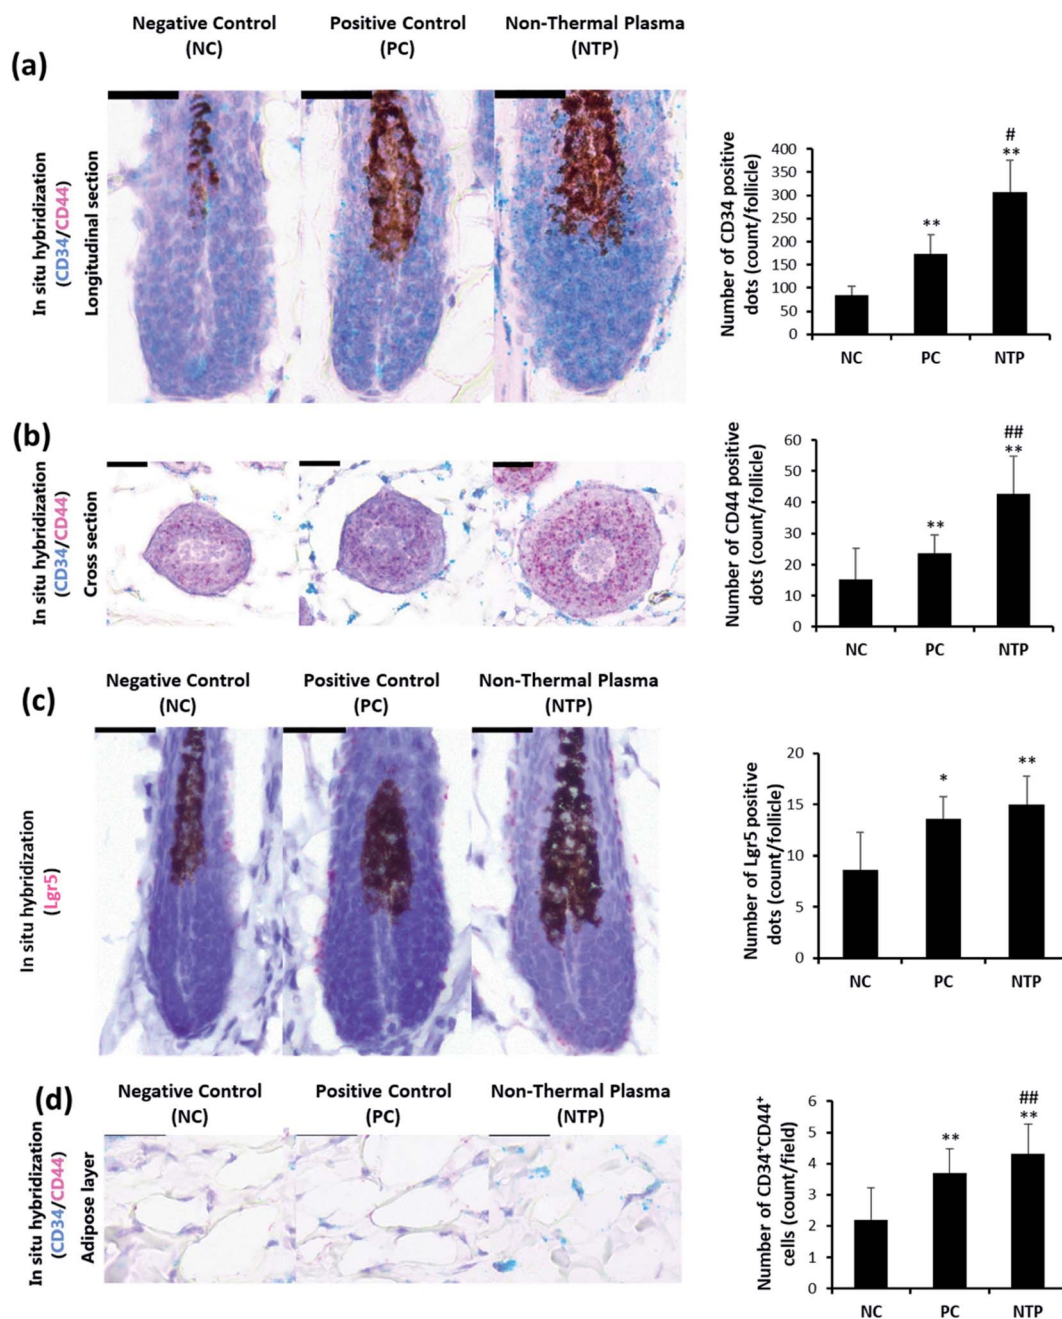 Negative Control
(NC)
Positive Control
(PC)
Non-Thermal Plasma
(NTP)
(a)
In situ hybridization
(CD34/CD44)
Longitudinal section
Number of CD34 positive
dots (count/follicle)
400
350
300
250
200
150
100
50
0
**
#
**
NC
PC
NTP
(b)
In situ hybridization
(CD34/CD44)
Cross section
Number of CD44 positive
dots (count/follicle)
60
50
40
30
20
10
0
**
##
**
NC
PC
NTP
Negative Control
(NC)
Positive Control
(PC)
Non-Thermal Plasma
(NTP)
(c)
In situ hybridization
(Lgr5)
Number of Lgr5 positive
dots (count/follicle)
20
15
10
5
0
*
**
NC
PC
NTP
Negative Control
(NC)
Positive Control
(PC)
Non-Thermal Plasma
(NTP)
(d)
In situ hybridization
(CD34/CD44)
Adipose layer
Number of CD34⁺CD44⁺
cells (count/field)
6
5
4
3
2
1
0
**
##
**
NC
PC
NTP